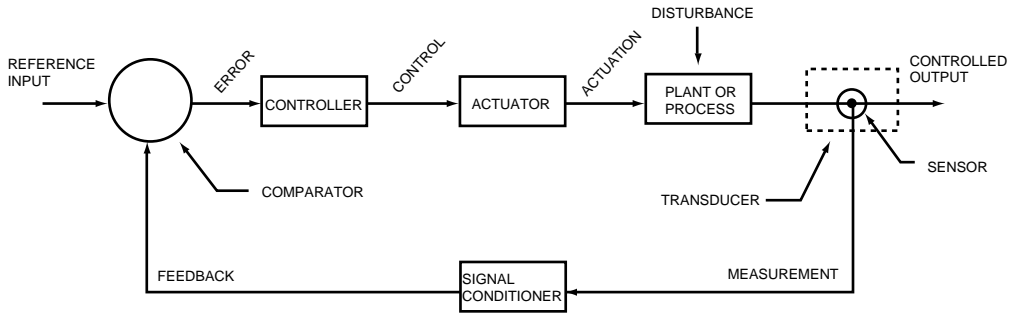 DISTURBANCE
REFERENCE
INPUT
ERROR
CONTROLLER
CONTROL
ACTUATOR
ACTUATION
PLANT OR
PROCESS
CONTROLLED
OUTPUT
SENSOR
TRANSDUCER
COMPARATOR
FEEDBACK
SIGNAL
CONDITIONER
MEASUREMENT